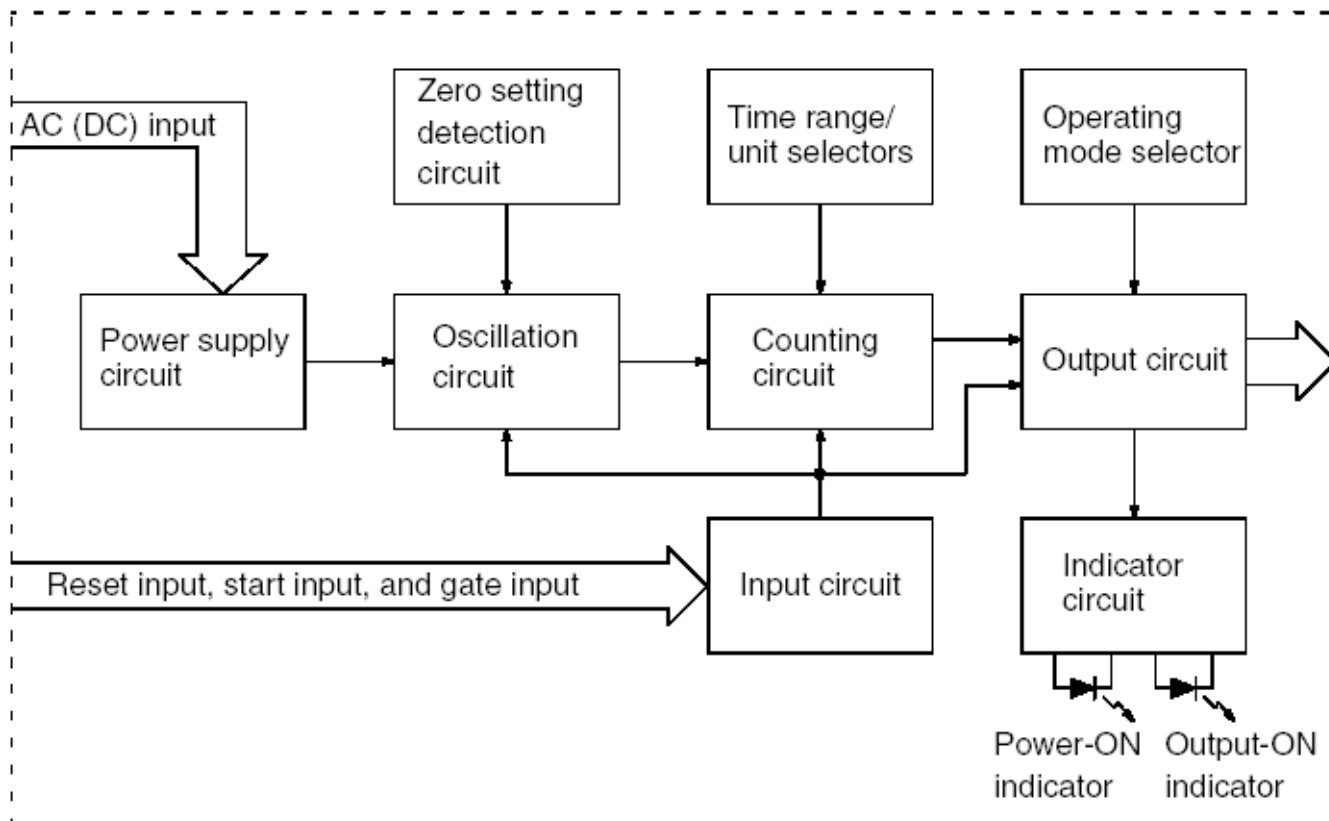 AC (DC) input
Zero setting
detection
circuit
Time range/
unit selectors
Operating
mode selector
Power supply
circuit
Oscillation
circuit
Counting
circuit
Output circuit
Reset input, start input, and gate input
Input circuit
Indicator
circuit
Power-ON
indicator
Output-ON
indicator